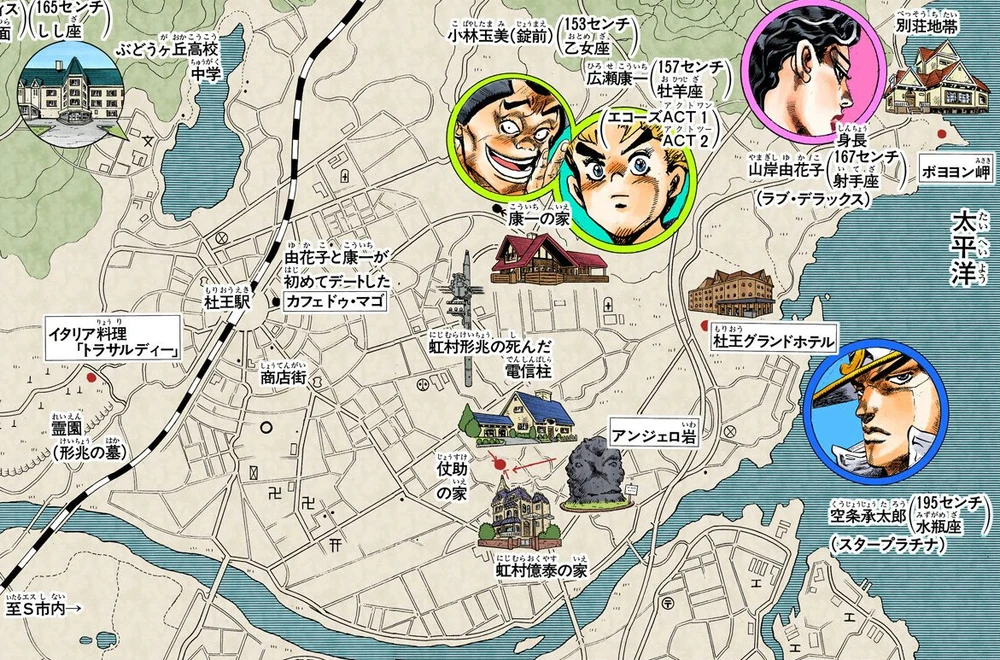 165センチ
しし座
ぶどうヶ丘高校
中学
小林玉美(錠前)
153センチ
乙女座
広瀬康一
157センチ
牡羊座
エコーズACT1
ACT2
別荘地帯
身長
167センチ
山岸由花子
射手座
(ラブ・デラックス)
ボヨヨン岬
太平洋
康一の家
由花子と康一が
初めてデートした
カフェドゥ・マゴ
杜王駅
イタリア料理
「トラサルディー」
商店街
虹村形兆の死んだ
電信柱
杜王グランドホテル
霊園
(形兆の墓)
アンジェロ岩
仗助
の家
空条承太郎
195センチ
水瓶座
(スタープラチナ)
虹村億泰の家
至S市内→